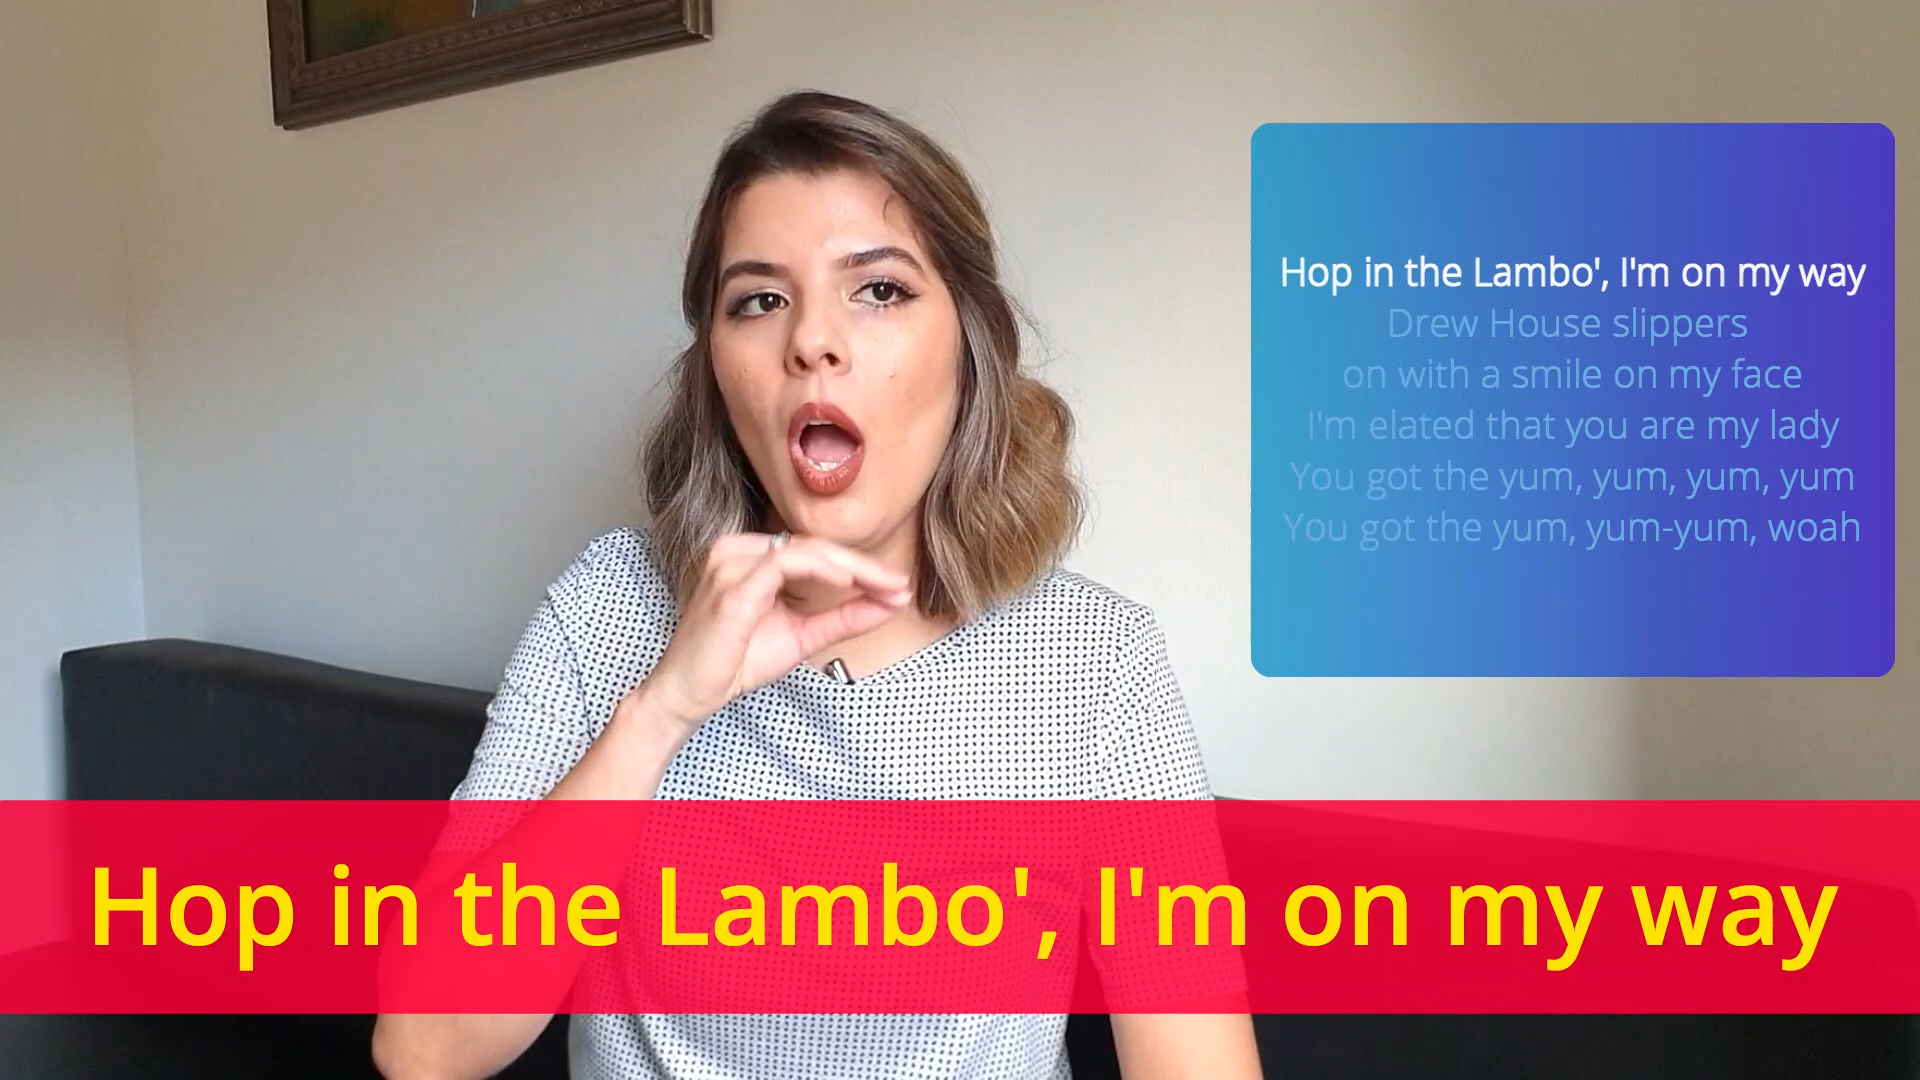 Hop in the Lambo', I'm on my way
Drew House slippers
on with a smile on my face
I'm elated that you are my lady
You got the yum, yum, yum, yum
You got the yum, yum-yum, woah
Hop in the Lambo', I'm on my way